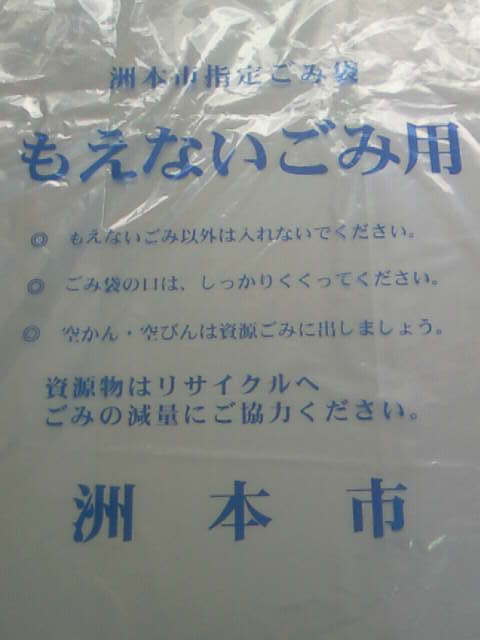 洲本市指定ごみ袋
もえないごみ用
◎ もえないごみ以外は入れないでください。
◎ ごみ袋の口は、しっかりくくってください。
◎ 空かん・空びんは資源ごみに出しましょう。
資源物はリサイクルへ
ごみの減量にご協力ください。
洲本市